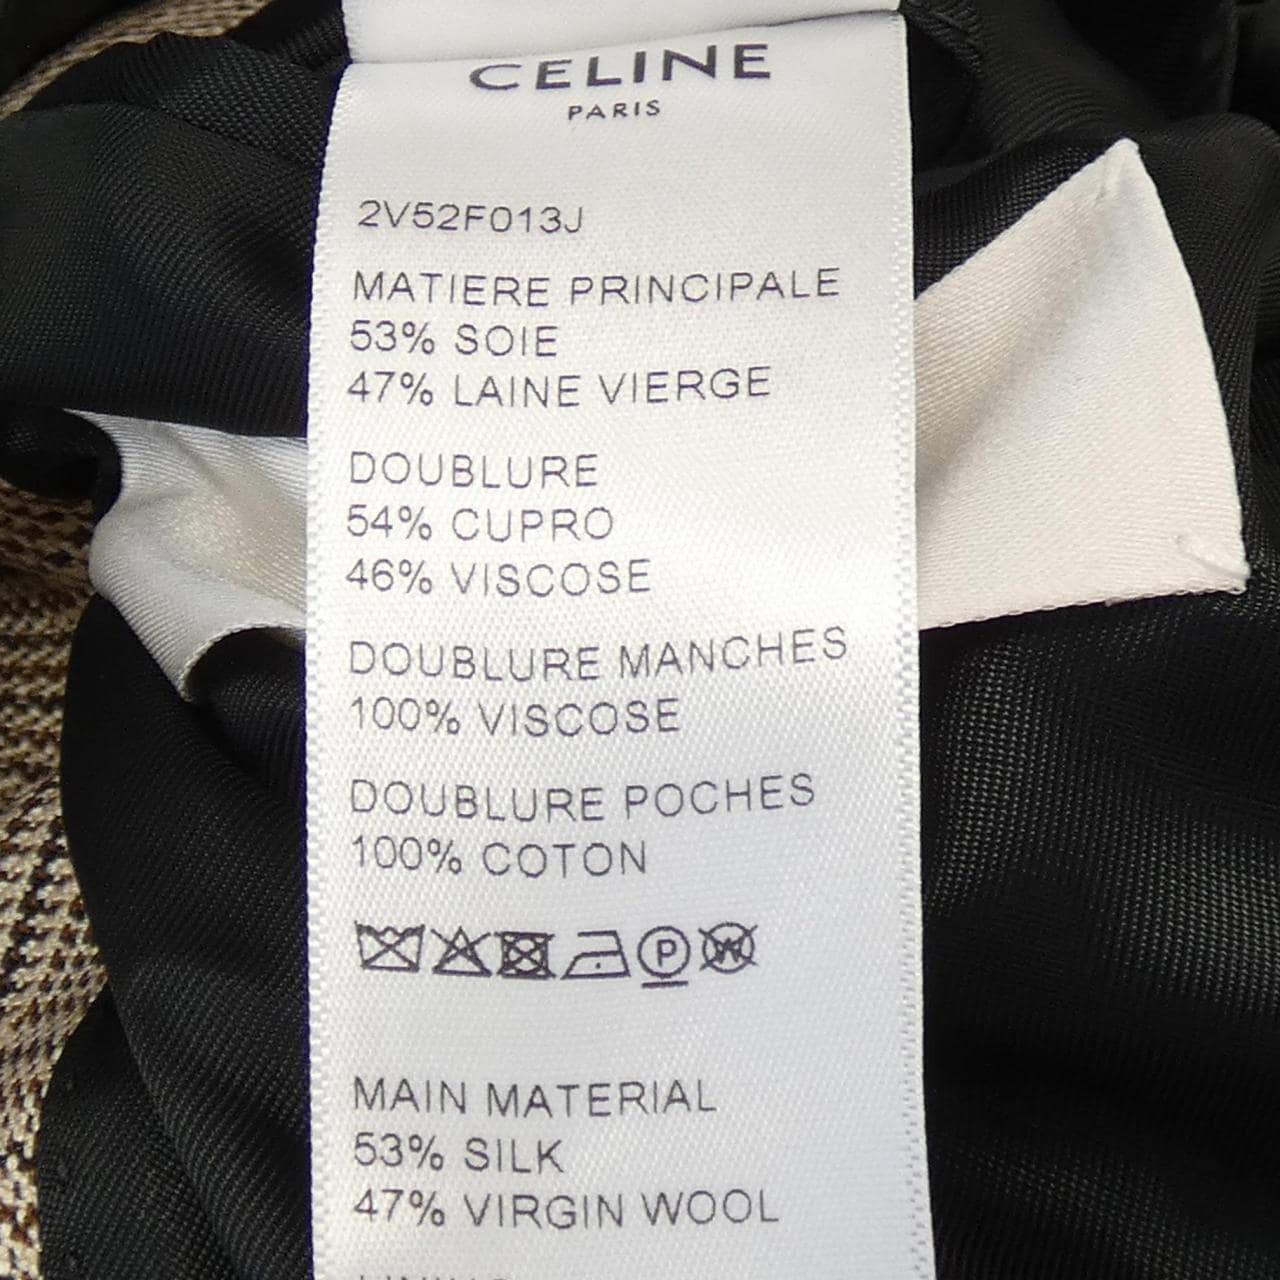 CELINE
PARIS
2V52F013J
MATIERE PRINCIPALE
53% SOIE
47% LAINE VIERGE
DOUBLURE
54% CUPRO
46% VISCOSE
DOUBLURE MANCHES
100% VISCOSE
DOUBLURE POCHES
100% COTON
P W
MAIN MATERIAL
53% SILK
47% VIRGIN WOOL